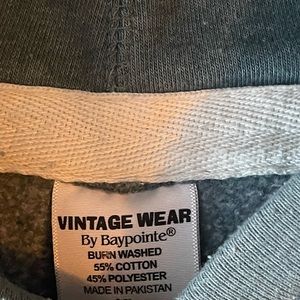 VINTAGE WEAR
By Baypointe®
BURN WASHED
55% COTTON
45% POLYESTER
MADE IN PAKISTAN